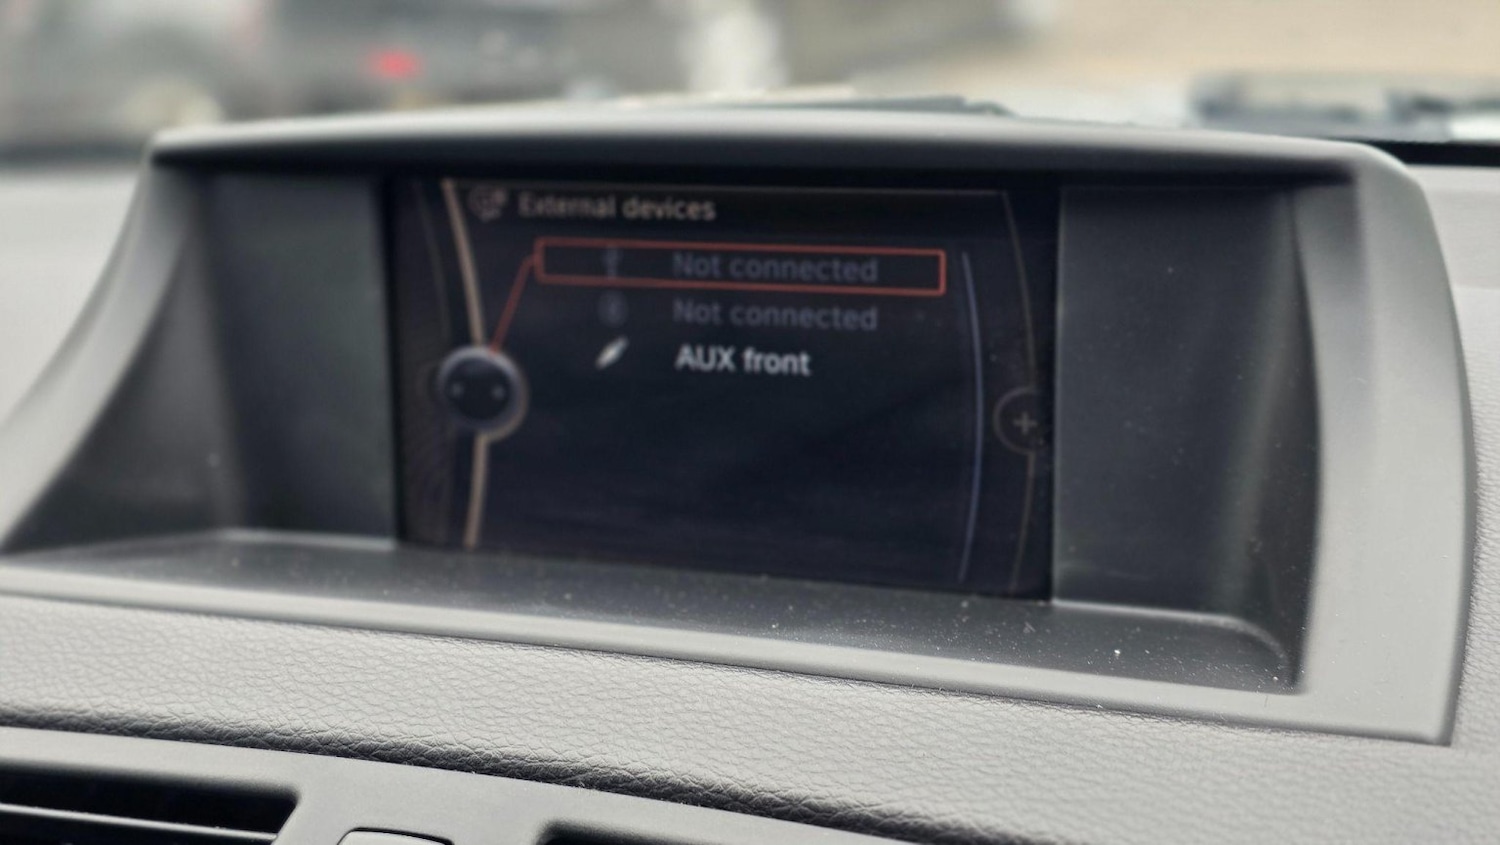 External devices
Not connected
Not connected
AUX front